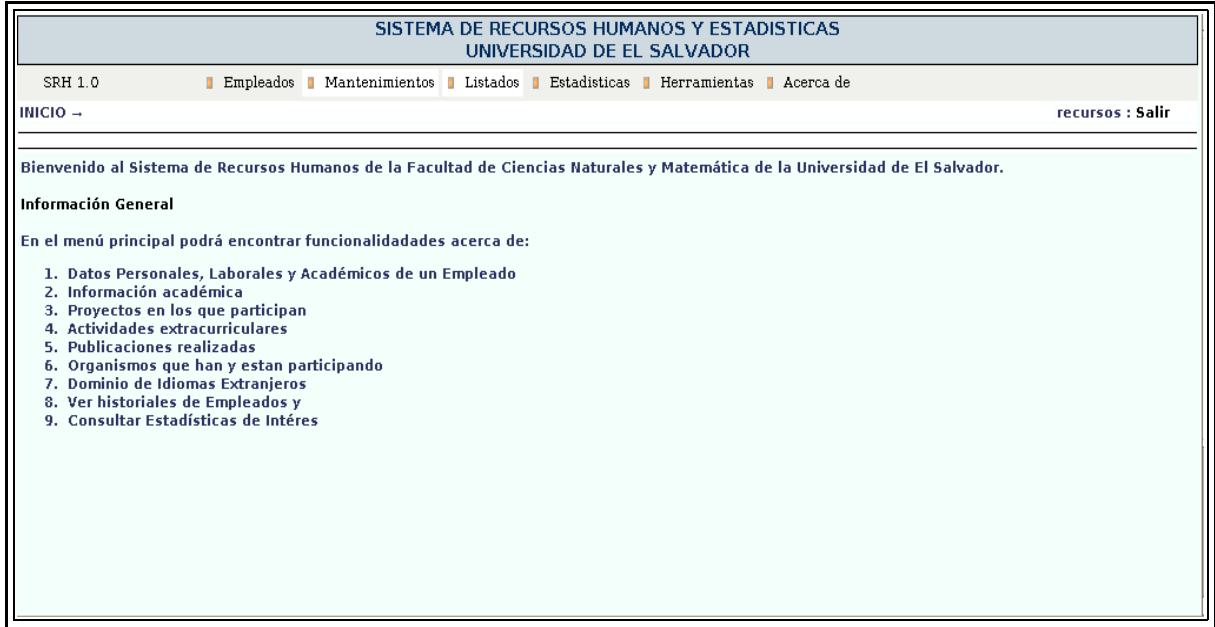 SISTEMA DE RECURSOS HUMANOS Y ESTADISTICAS
UNIVERSIDAD DE EL SALVADOR
SRH 1.0 Empleados Mantenimientos Listados Estadisticas Herramientas Acerca de
INICIO → recursos : Salir
Bienvenido al Sistema de Recursos Humanos de la Facultad de Ciencias Naturales y Matemática de la Universidad de El Salvador.
Información General
En el menú principal podrá encontrar funcionalidadades acerca de:
1. Datos Personales, Laborales y Académicos de un Empleado
2. Información académica
3. Proyectos en los que participan
4. Actividades extracurriculares
5. Publicaciones realizadas
6. Organismos que han y estan participando
7. Dominio de Idiomas Extranjeros
8. Ver historiales de Empleados y
9. Consultar Estadísticas de Intéres